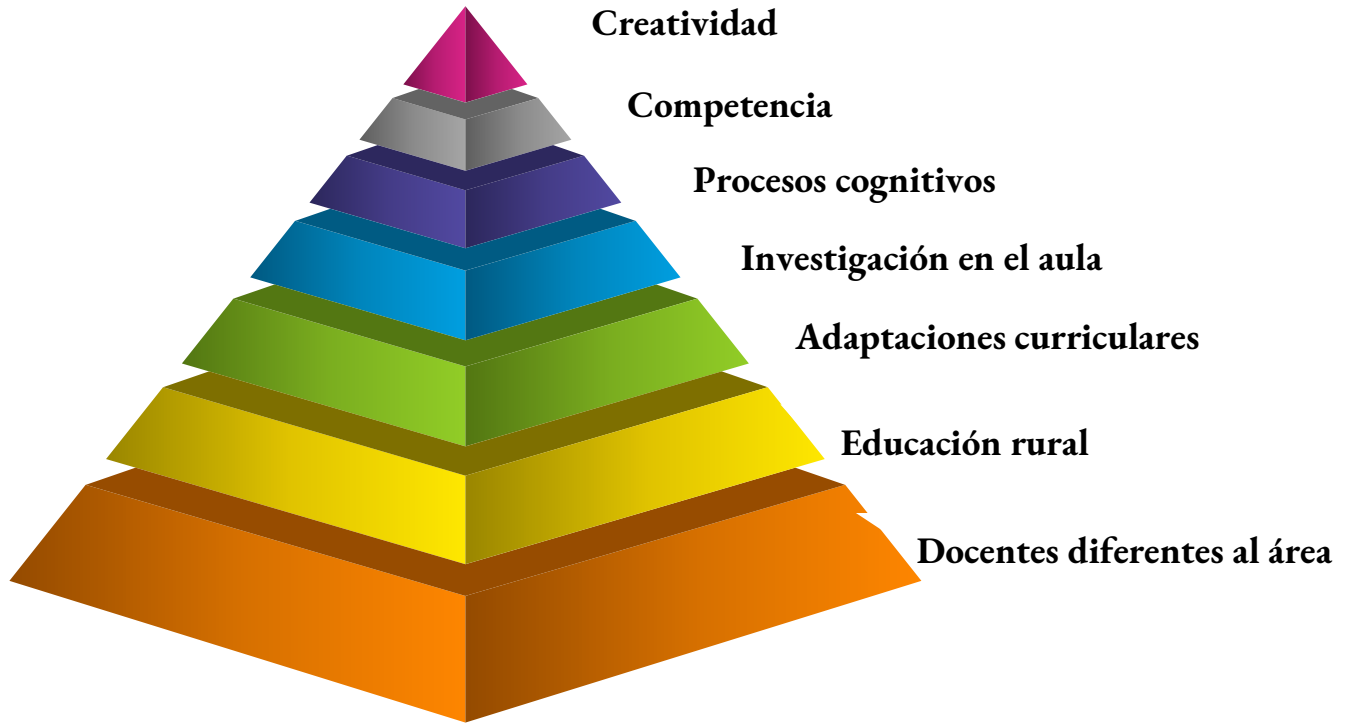 Creatividad
Competencia
Procesos cognitivos
Investigación en el aula
Adaptaciones curriculares
Educación rural
Docentes diferentes al área